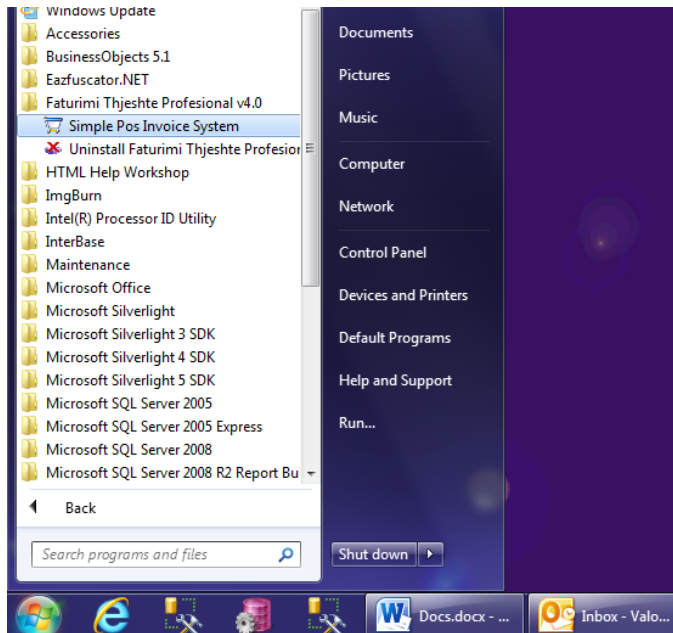 Windows Update
Accessories
BusinessObjects 5.1
Eazfuscator.NET
Faturimi Thjeshte Profesional v4.0
Simple Pos Invoice System
Uninstall Faturimi Thjeshte Profesior
HTML Help Workshop
ImgBurn
Intel(R) Processor ID Utility
InterBase
Maintenance
Microsoft Office
Microsoft Silverlight
Microsoft Silverlight 3 SDK
Microsoft Silverlight 4 SDK
Microsoft Silverlight 5 SDK
Microsoft SQL Server 2005
Microsoft SQL Server 2005 Express
Microsoft SQL Server 2008
Microsoft SQL Server 2008 R2 Report Bu
Back
Search programs and files
Documents
Pictures
Music
Computer
Network
Control Panel
Devices and Printers
Default Programs
Help and Support
Run...
Shut down
Docs.docx - ...
Inbox - Valo...